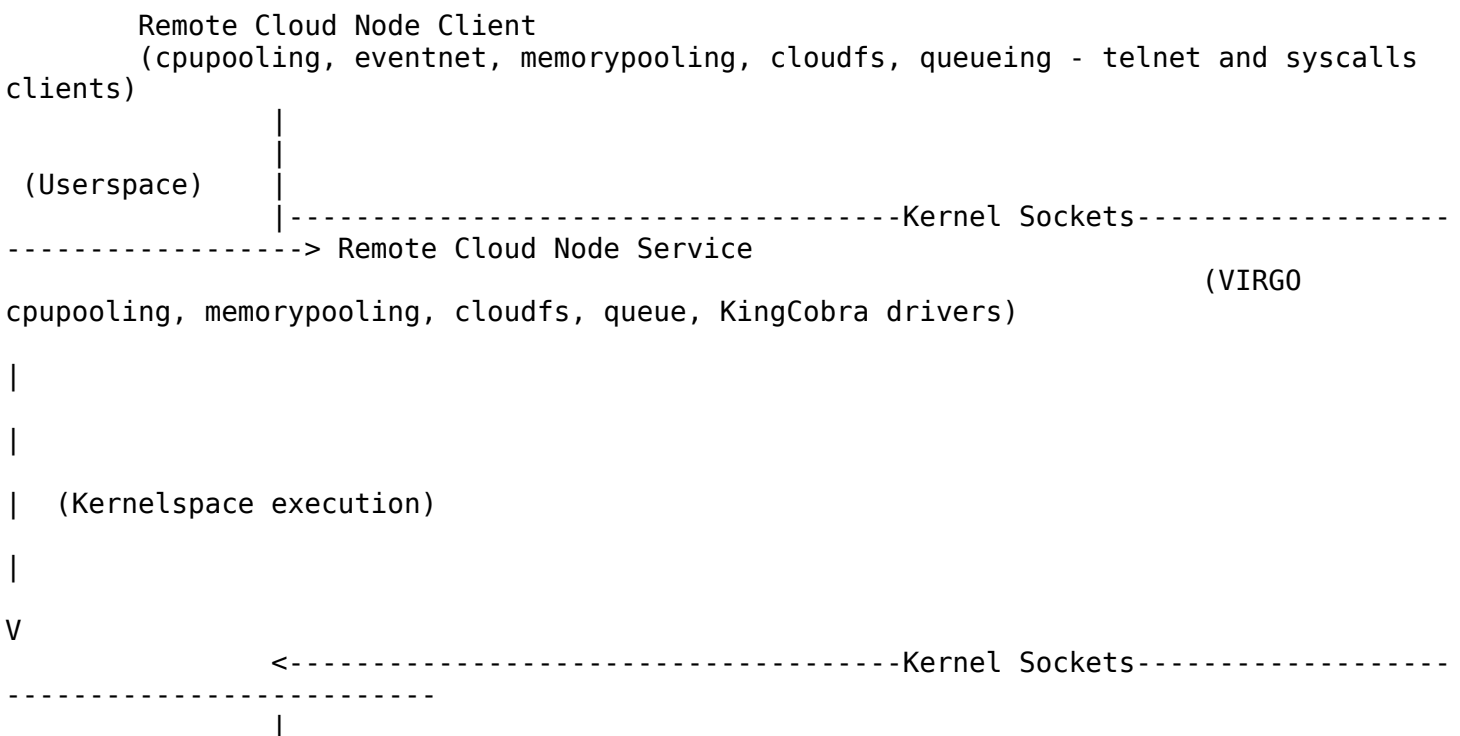 Remote Cloud Node Client
(cpupooling, eventnet, memorypooling, cloudfs, queueing - telnet and syscalls
clients)
|
|
(Userspace) |
|-------------------------------------Kernel Sockets-------------------
------------------> Remote Cloud Node Service
(VIRGO
cpupooling, memorypooling, cloudfs, queue, KingCobra drivers)
|
|
| (Kernelspace execution)
|
V
<-------------------------------------Kernel Sockets-------------------
--------------------------
|